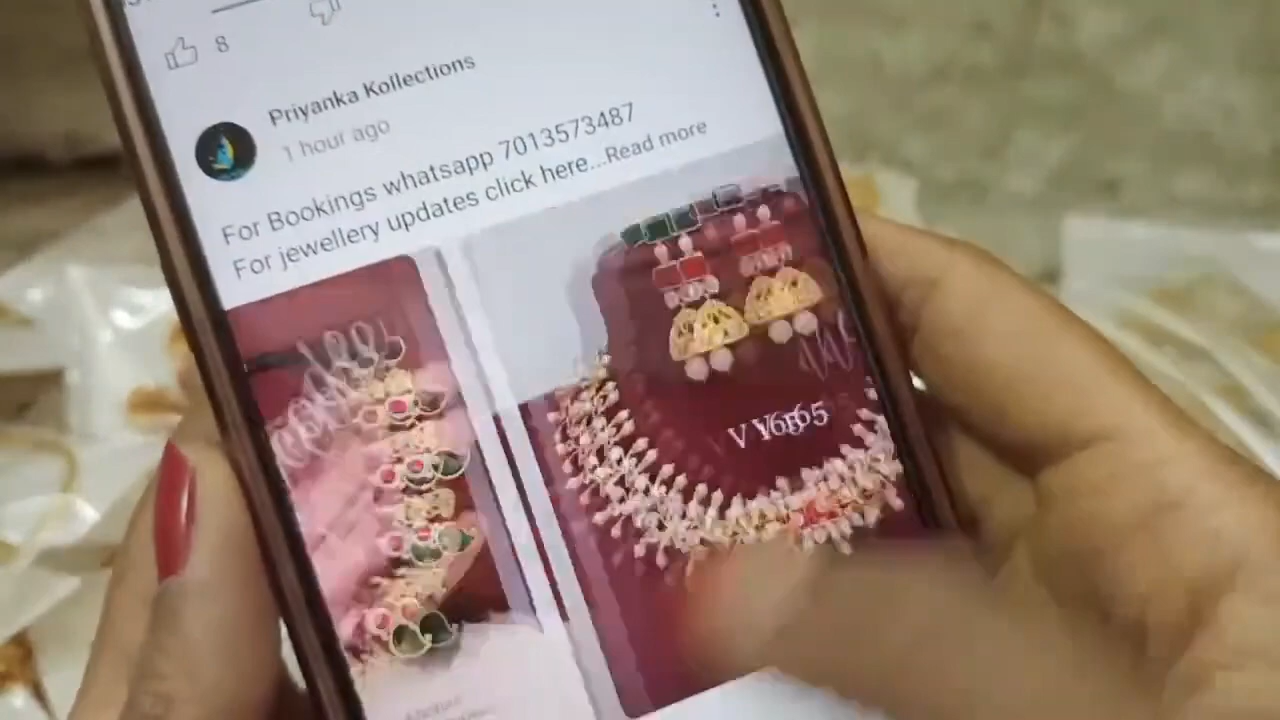 8
Priyanka Kollections
1 hour ago
For Bookings whatsapp 7013573487
For jewellery updates click here...Read more